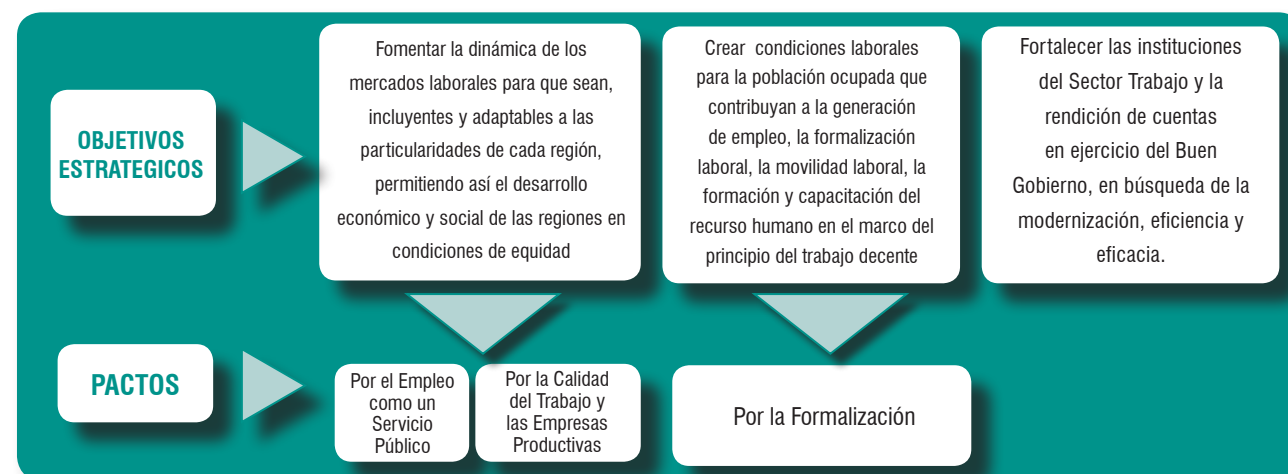 OBJETIVOS
ESTRATEGICOS
Fomentar la dinámica de los
mercados laborales para que sean,
incluyentes y adaptables a las
particularidades de cada región,
permitiendo así el desarrollo
económico y social de las regiones en
condiciones de equidad
Crear condiciones laborales
para la población ocupada que
contribuyan a la generación
de empleo, la formalización
laboral, la movilidad laboral, la
formación y capacitación del
recurso humano en el marco del
principio del trabajo decente
Fortalecer las instituciones
del Sector Trabajo y la
rendición de cuentas
en ejercicio del Buen
Gobierno, en búsqueda de la
modernización, eficiencia y
eficacia.
PACTOS
Por el Empleo
como un
Servicio
Público
Por la Calidad
del Trabajo y
las Empresas
Productivas
Por la Formalización